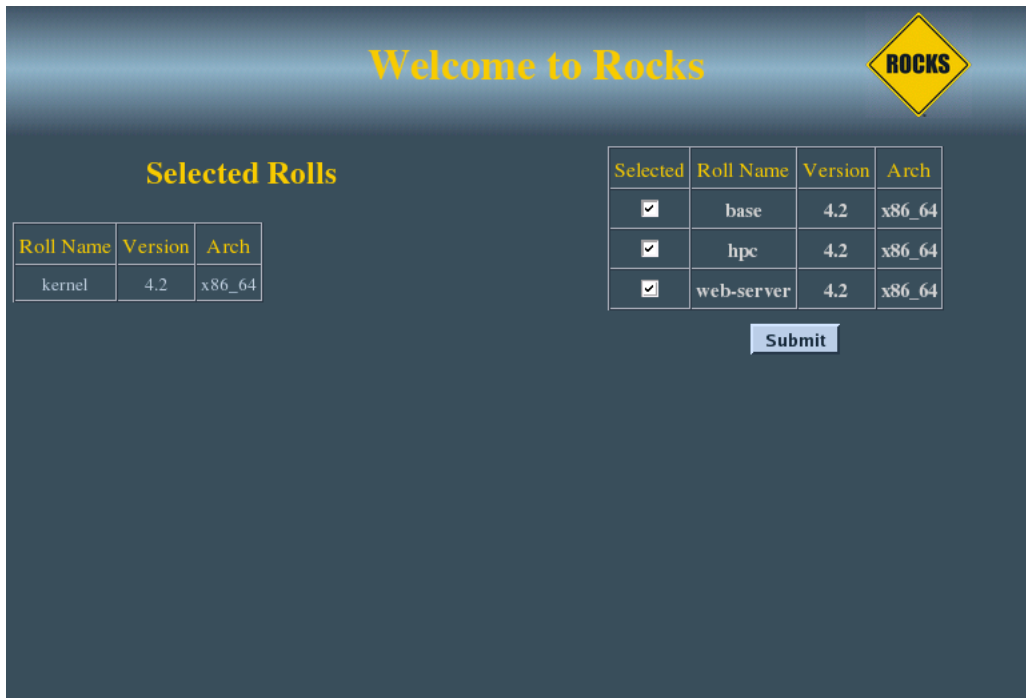 Welcome to Rocks
ROCKS
Selected Rolls
Roll Name Version Arch
kernel 4.2 x86_64
Selected Roll Name Version Arch
base 4.2 x86_64
hpc 4.2 x86_64
web-server 4.2 x86_64
Submit